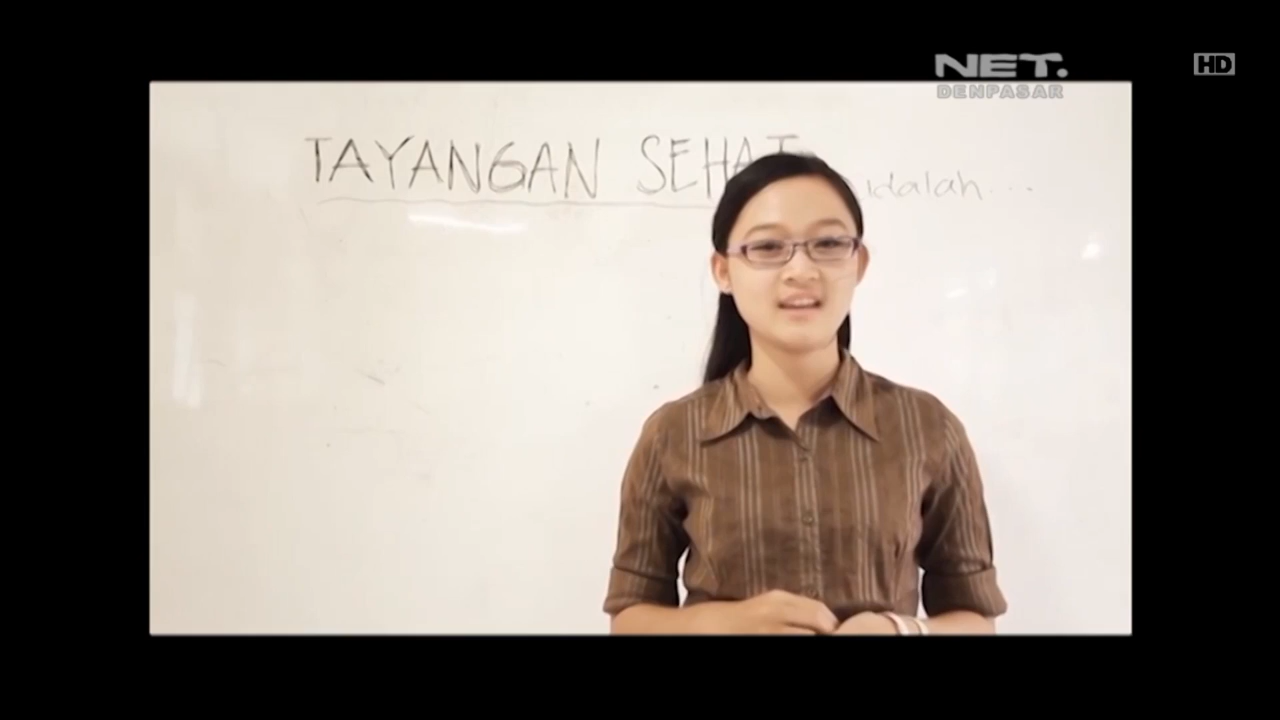 NET.
DENPASAR
HD
TAYANGAN SEHAT
adalah...